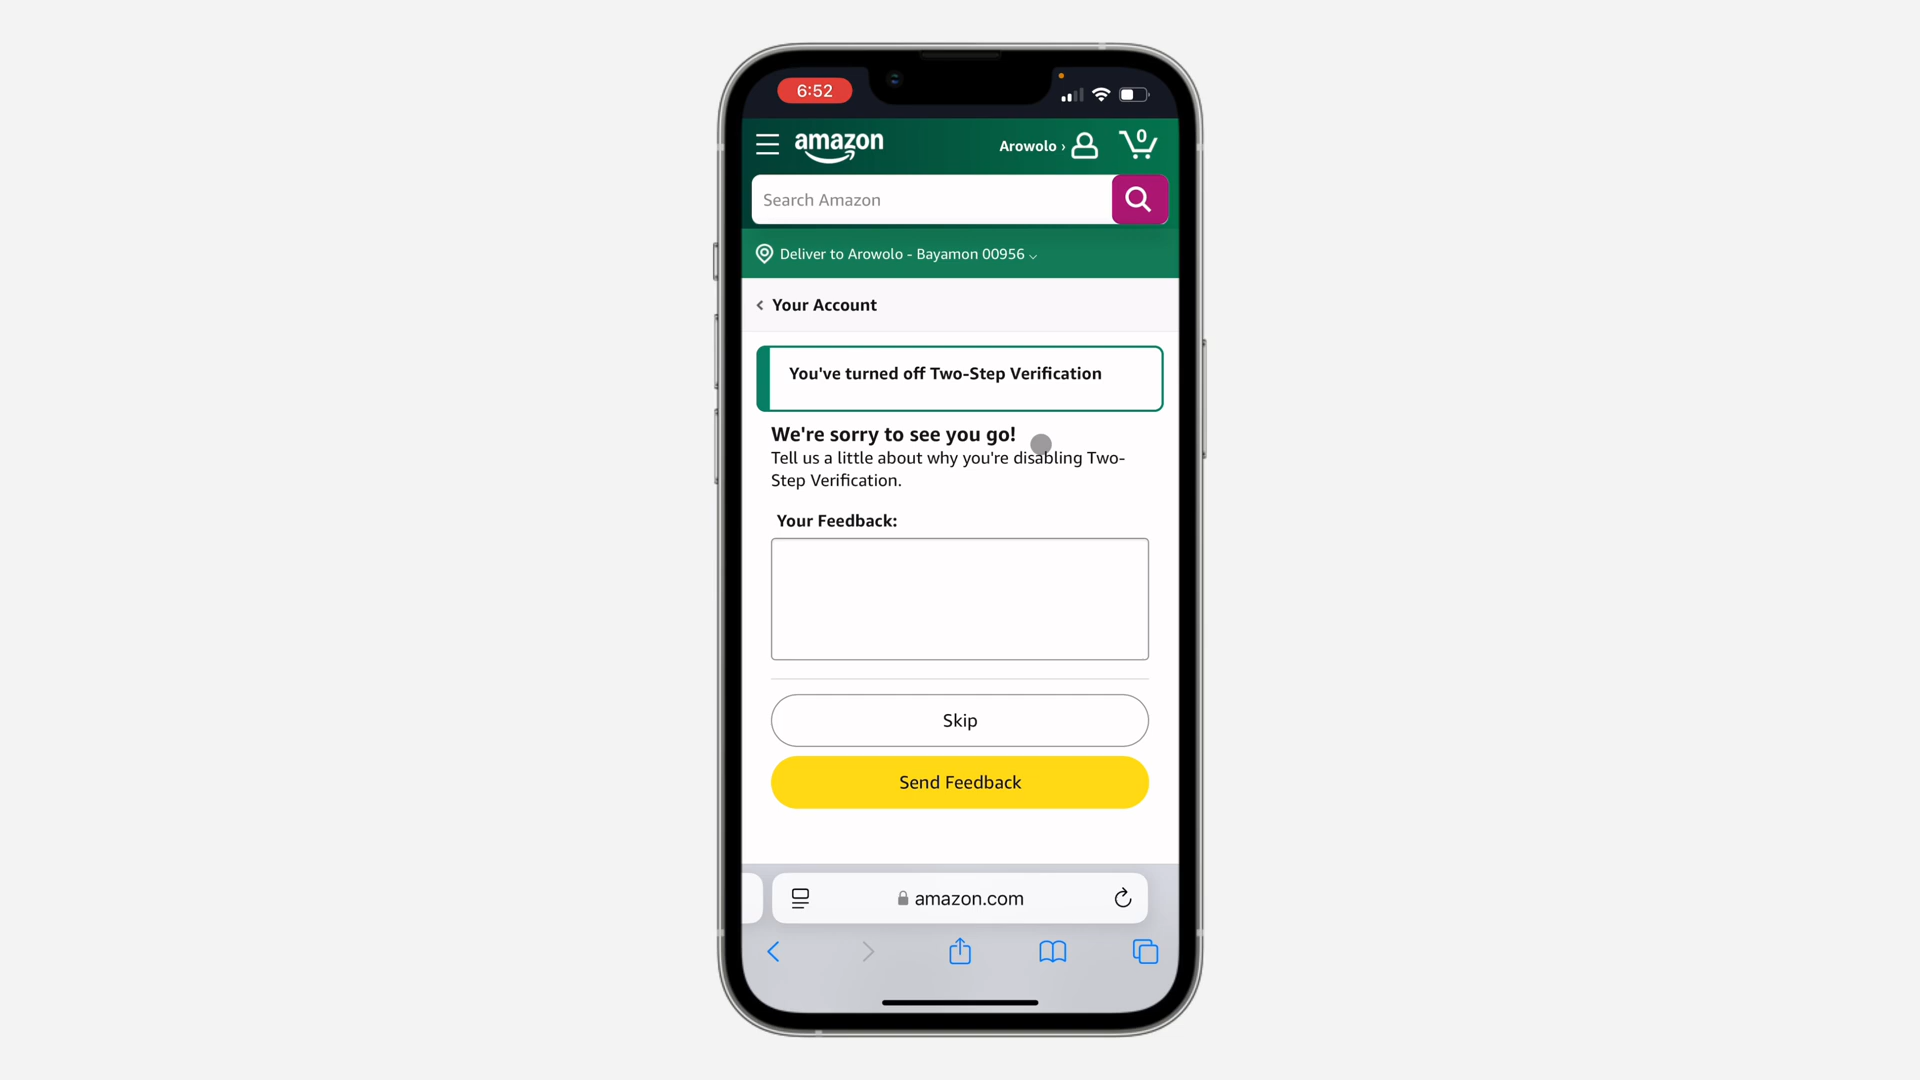 6:52
amazon
Arowolo ›
0
Search Amazon
Deliver to Arowolo - Bayamon 00956
‹ Your Account
You've turned off Two-Step Verification
We're sorry to see you go!
Tell us a little about why you're disabling Two-
Step Verification.
Your Feedback:
Skip
Send Feedback
amazon.com